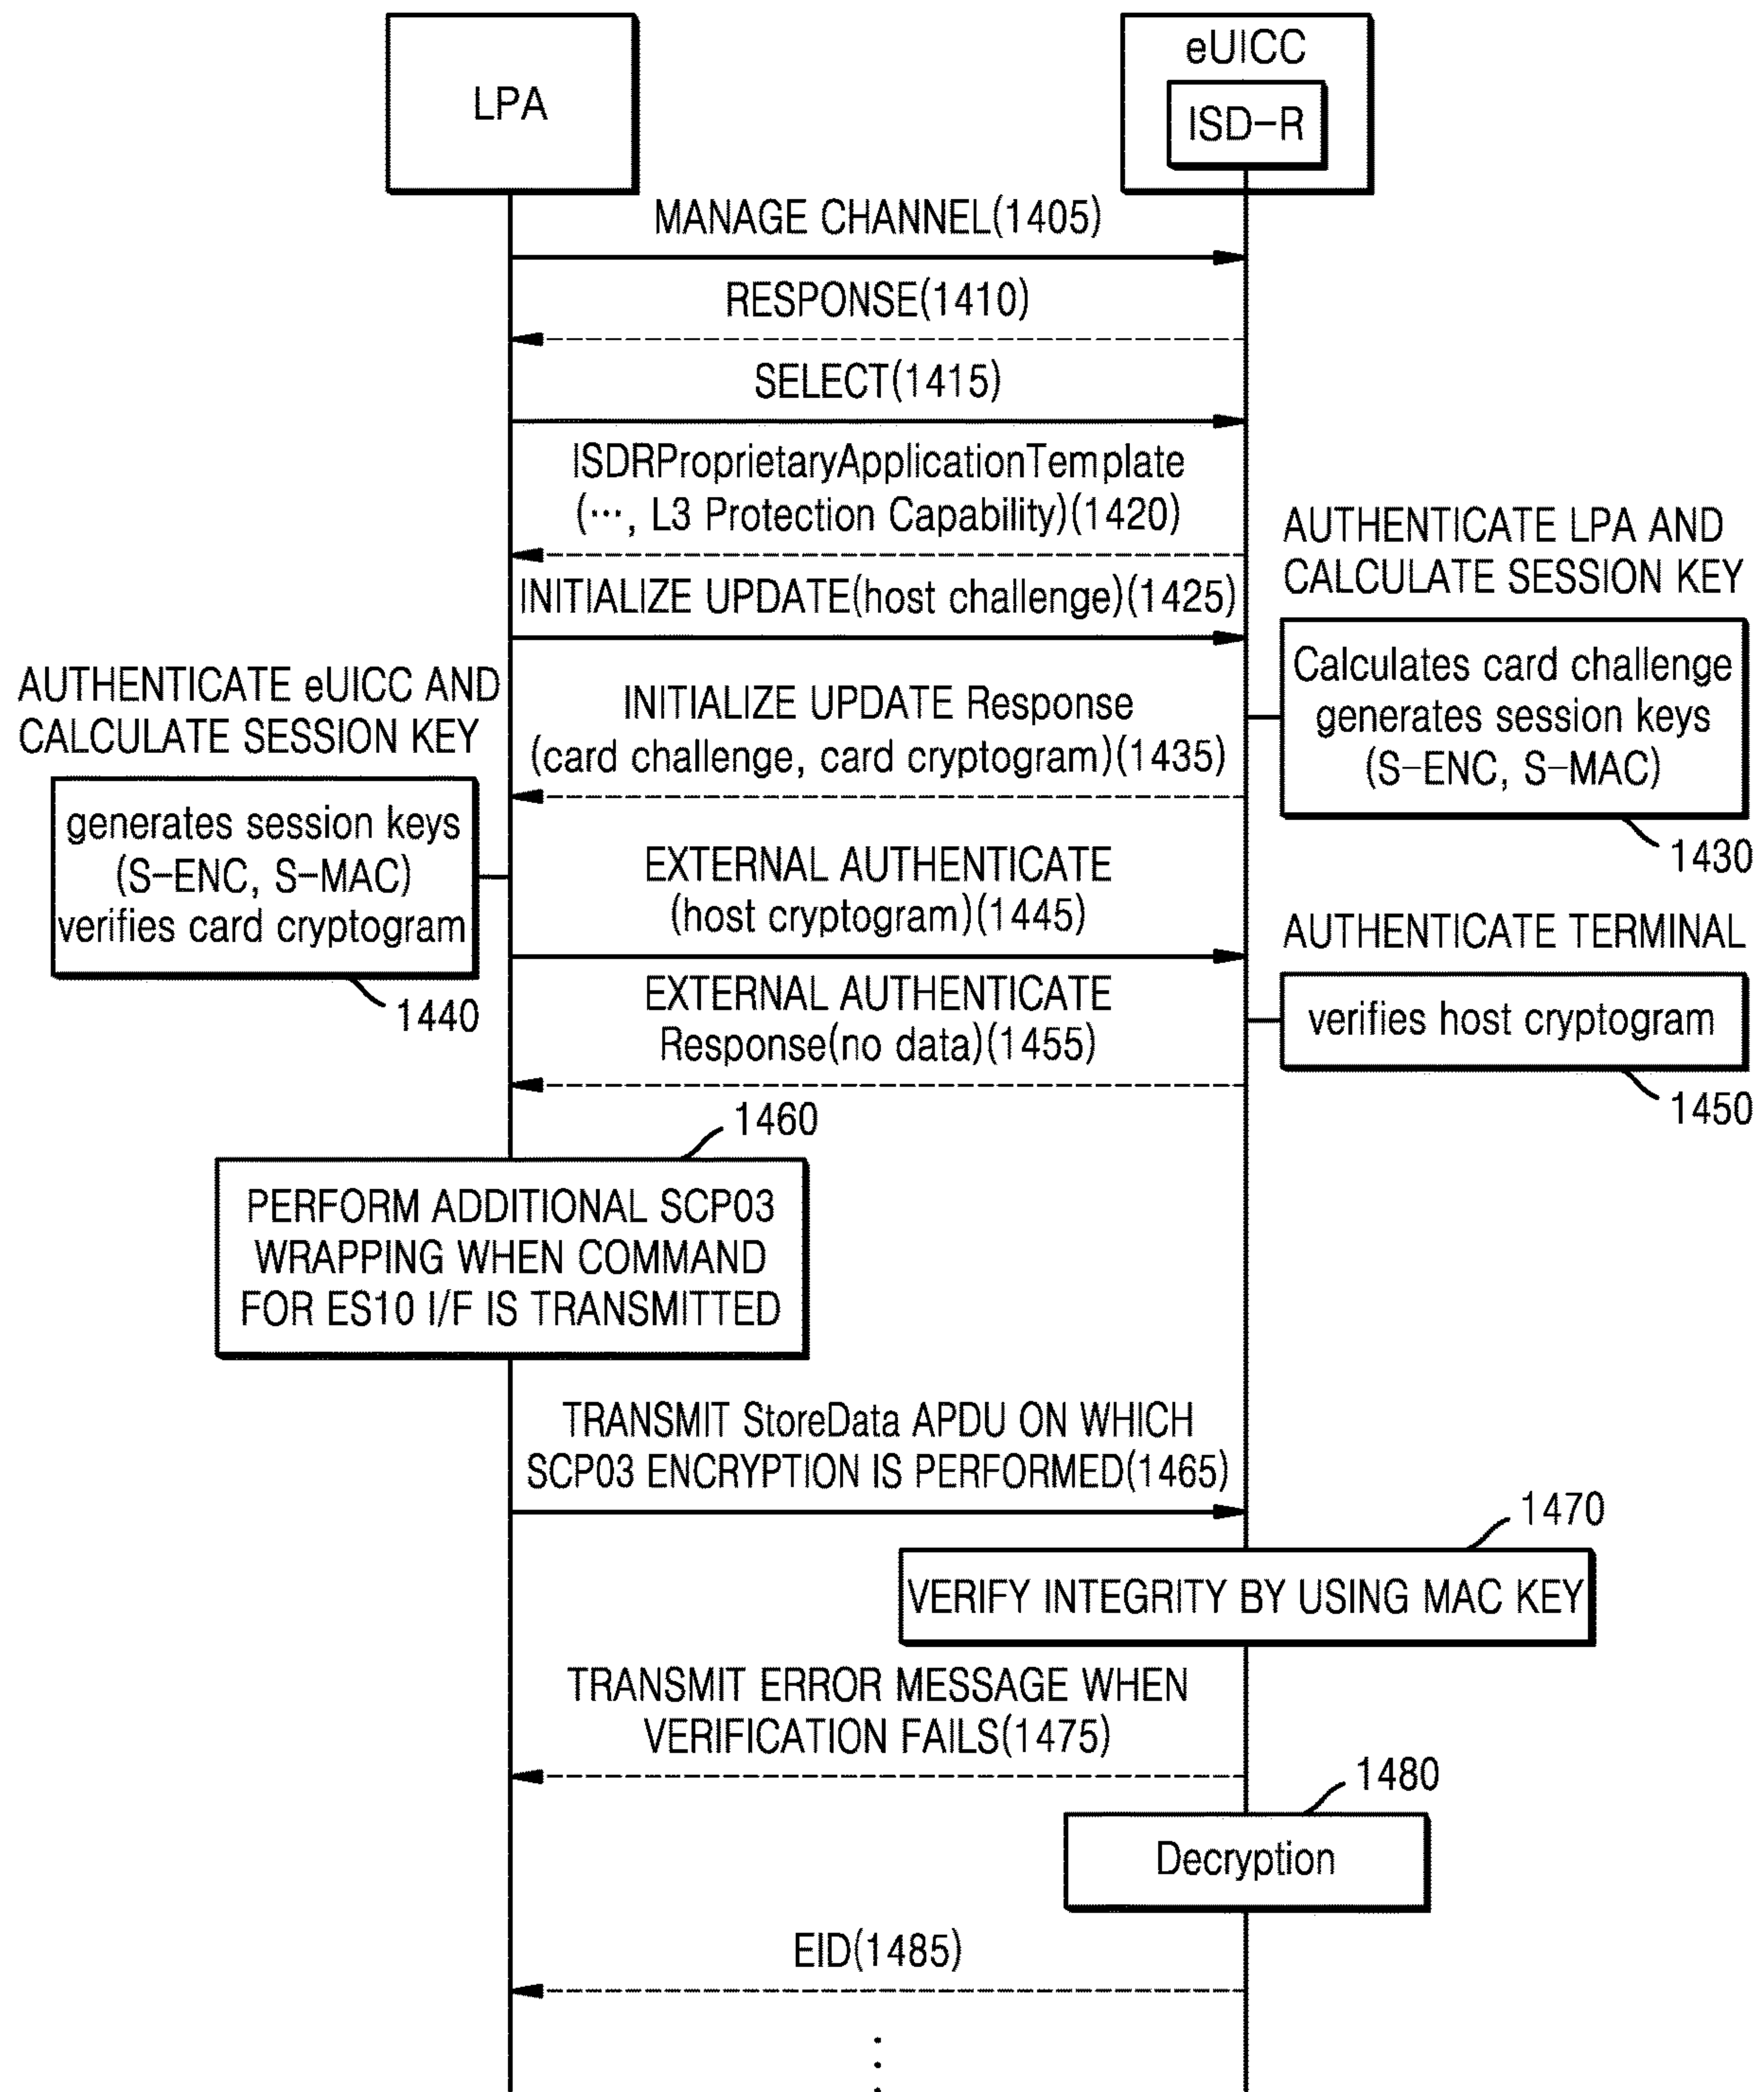 LPA
eUICC
ISD-R
MANAGE CHANNEL(1405)
RESPONSE(1410)
SELECT(1415)
ISDRProprietaryApplicationTemplate
(···, L3 Protection Capability)(1420)
AUTHENTICATE LPA AND
CALCULATE SESSION KEY
INITIALIZE UPDATE(host challenge)(1425)
Calculates card challenge
generates session keys
(S-ENC, S-MAC)
1430
AUTHENTICATE eUICC AND
CALCULATE SESSION KEY
INITIALIZE UPDATE Response
(card challenge, card cryptogram)(1435)
generates session keys
(S-ENC, S-MAC)
verifies card cryptogram
1440
EXTERNAL AUTHENTICATE
(host cryptogram)(1445)
AUTHENTICATE TERMINAL
verifies host cryptogram
1450
EXTERNAL AUTHENTICATE
Response(no data)(1455)
1460
PERFORM ADDITIONAL SCP03
WRAPPING WHEN COMMAND
FOR ES10 I/F IS TRANSMITTED
TRANSMIT StoreData APDU ON WHICH
SCP03 ENCRYPTION IS PERFORMED(1465)
1470
VERIFY INTEGRITY BY USING MAC KEY
TRANSMIT ERROR MESSAGE WHEN
VERIFICATION FAILS(1475)
1480
Decryption
EID(1485)